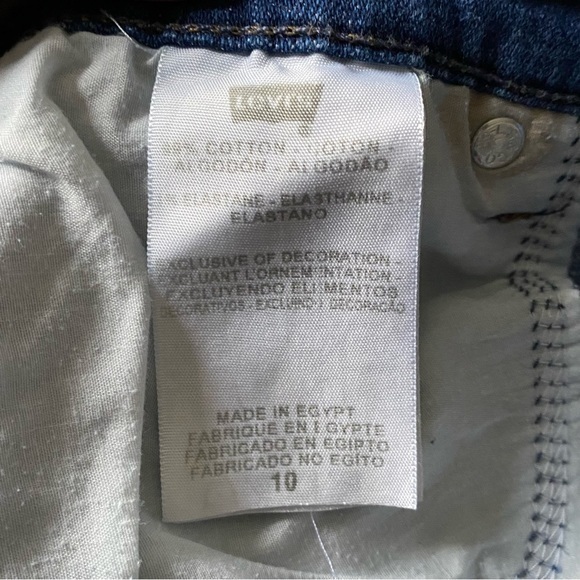 LEVI'S
% COTTON - COTON -
ALGODÓN - ALGODÃO
% ELASTANE - ELASTHANNE -
ELASTANO
EXCLUSIVE OF DECORATION -
EXCLUANT L'ORNEMENTATION -
EXCLUYENDO ELEMENTOS
DECORATIVOS - EXCLUINDO DECORAÇÃO
MADE IN EGYPT
FABRIQUE EN EGYPTE
FABRICADO EN EGIPTO
FABRICADO NO EGITO
10